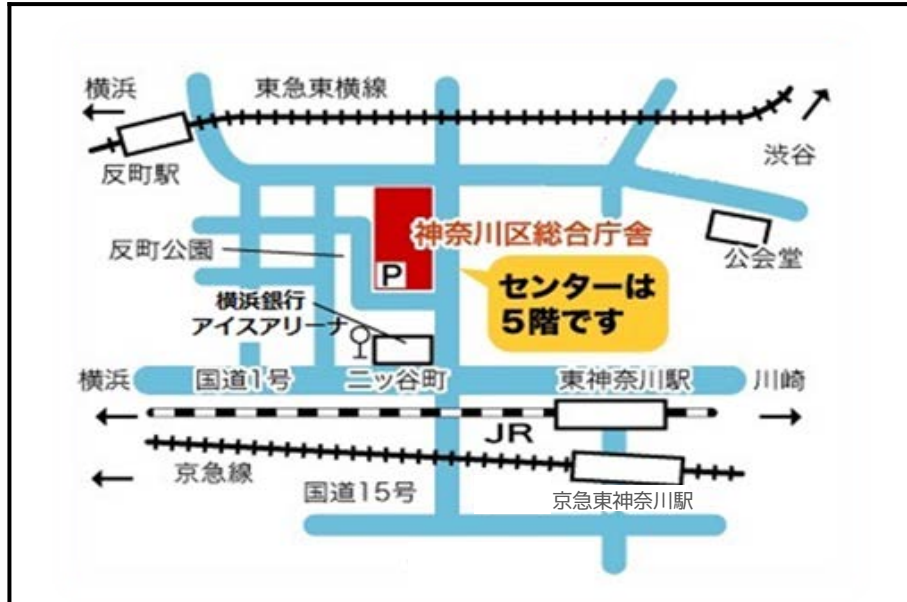 横浜
東急東横線
渋谷
反町駅
神奈川区総合庁舎
反町公園
P
公会堂
センターは
5階です
横浜銀行
アイスアリーナ
横浜
国道1号
二ッ谷町
東神奈川駅
川崎
JR
京急線
国道15号
京急東神奈川駅